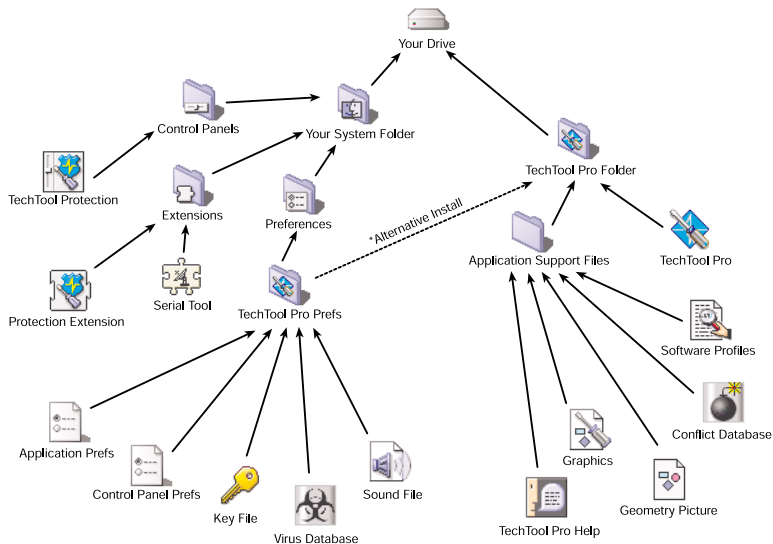 Your Drive
Control Panels
Your System Folder
TechTool Protection
TechTool Pro Folder
Extensions
Preferences
*Alternative Install
Application Support Files
TechTool Pro
Protection Extension
Serial Tool
TechTool Pro Prefs
Software Profiles
Application Prefs
Control Panel Prefs
Key File
Virus Database
Sound File
Graphics
Conflict Database
TechTool Pro Help
Geometry Picture